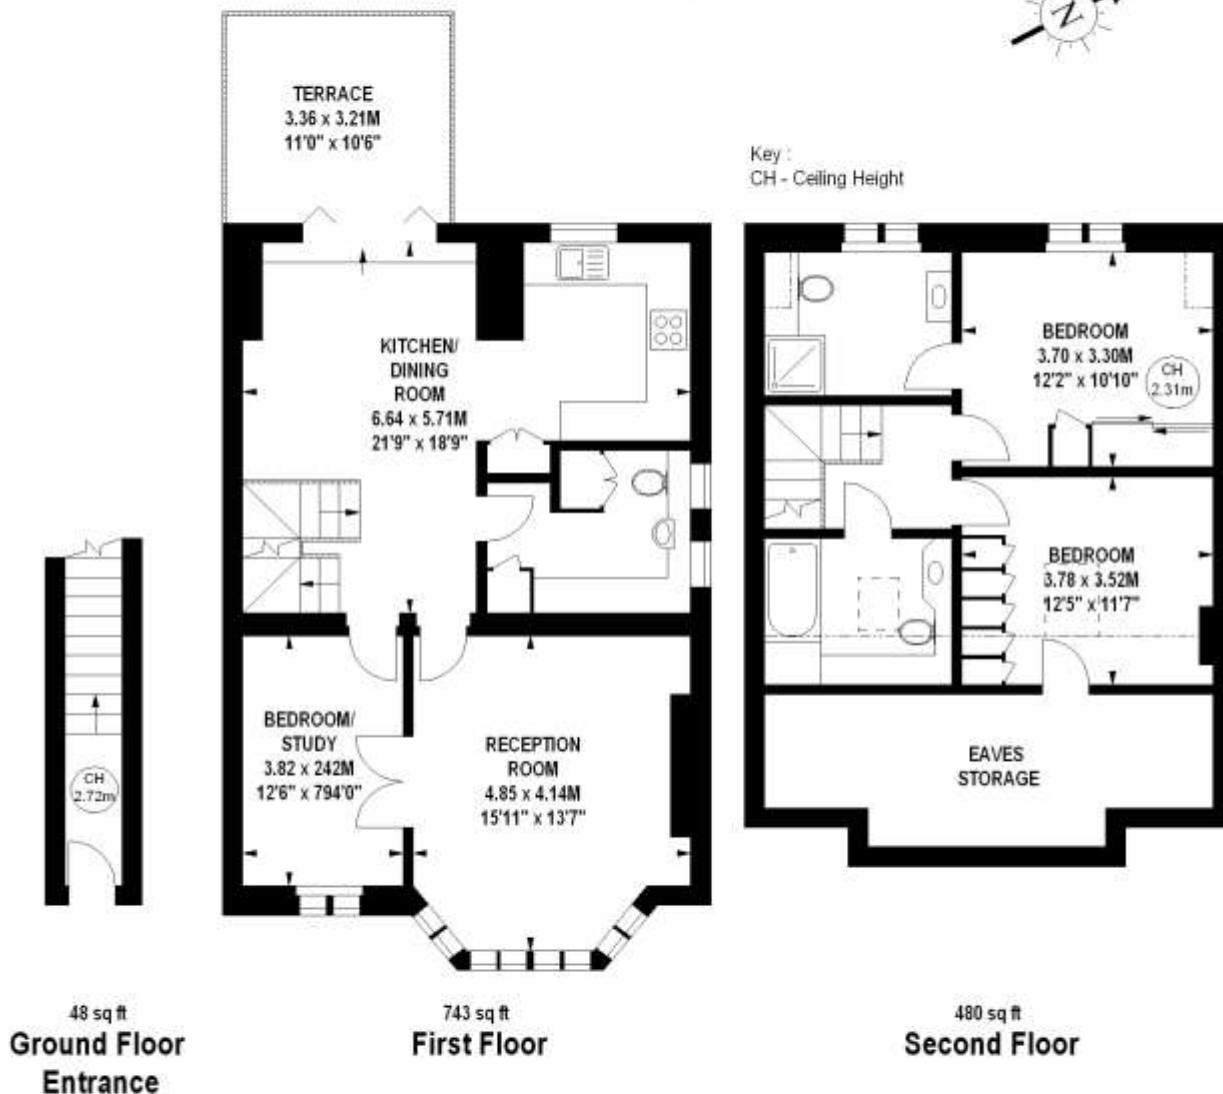 N
TERRACE
3.36 x 3.21M
11'0" x 10'6"
Key :
CH - Ceiling Height
KITCHEN/
DINING
ROOM
6.64 x 5.71M
21'9" x 18'9"
BEDROOM
3.70 x 3.30M
12'2" x 10'10"
CH
2.31m
BEDROOM
3.78 x 3.52M
12'5" x 11'7"
BEDROOM/
STUDY
3.82 x 242M
12'6" x 794'0"
RECEPTION
ROOM
4.85 x 4.14M
15'11" x 13'7"
EAVES
STORAGE
CH
2.72m
48 sq ft
Ground Floor
Entrance
743 sq ft
First Floor
480 sq ft
Second Floor